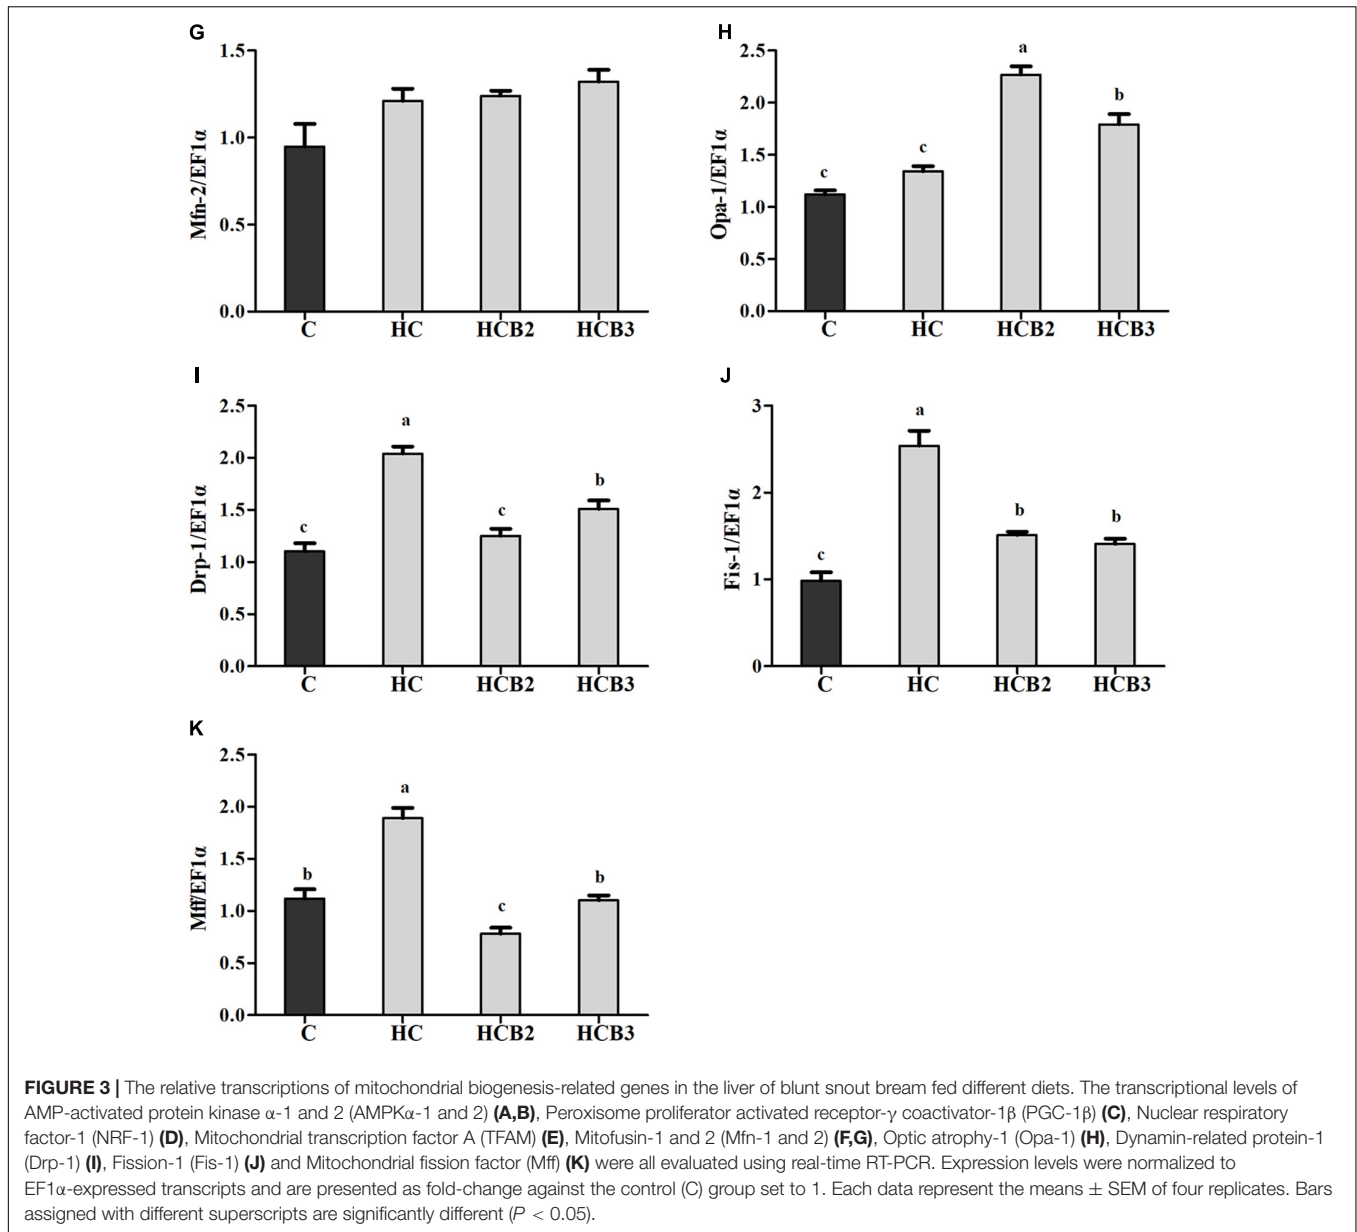 G
1.5
1.0
0.5
0.0
Mfn-2/EF1α
C HC HCB2 HCB3
H
2.5
2.0
1.5
1.0
0.5
0.0
Opa-1/EF1α
c c a b
C HC HCB2 HCB3
I
2.5
2.0
1.5
1.0
0.5
0.0
Drp-1/EF1α
c a c b
C HC HCB2 HCB3
J
3
2
1
0
Fis-1/EF1α
c a b b
C HC HCB2 HCB3
K
2.5
2.0
1.5
1.0
0.5
0.0
Mff/EF1α
b a c b
C HC HCB2 HCB3
FIGURE 3 | The relative transcriptions of mitochondrial biogenesis-related genes in the liver of blunt snout bream fed different diets. The transcriptional levels of
AMP-activated protein kinase α-1 and 2 (AMPKα-1 and 2) (A,B), Peroxisome proliferator activated receptor-γ coactivator-1β (PGC-1β) (C), Nuclear respiratory
factor-1 (NRF-1) (D), Mitochondrial transcription factor A (TFAM) (E), Mitofusin-1 and 2 (Mfn-1 and 2) (F,G), Optic atrophy-1 (Opa-1) (H), Dynamin-related protein-1
(Drp-1) (I), Fission-1 (Fis-1) (J) and Mitochondrial fission factor (Mff) (K) were all evaluated using real-time RT-PCR. Expression levels were normalized to
EF1α-expressed transcripts and are presented as fold-change against the control (C) group set to 1. Each data represent the means ± SEM of four replicates. Bars
assigned with different superscripts are significantly different (P < 0.05).